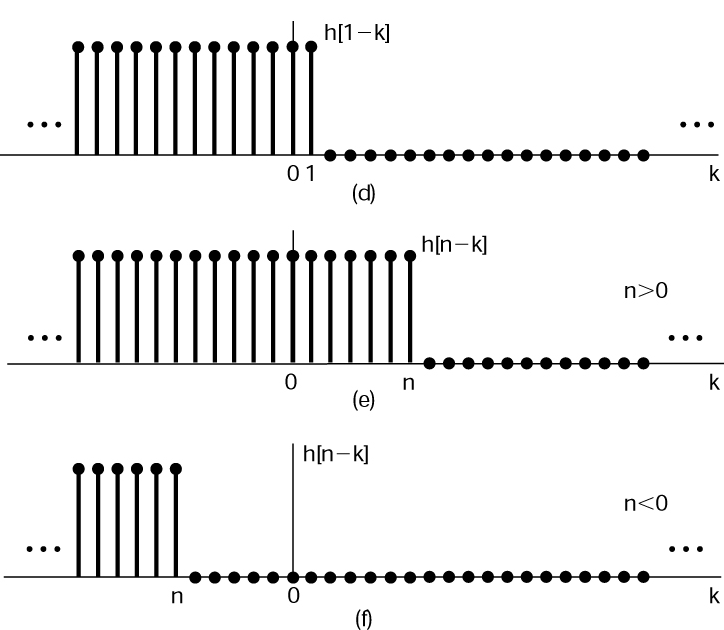 h[1−k]
...
...
0 1
k
(d)
h[n−k]
n>0
...
...
0
n
k
(e)
h[n−k]
n<0
...
...
n
0
k
(f)